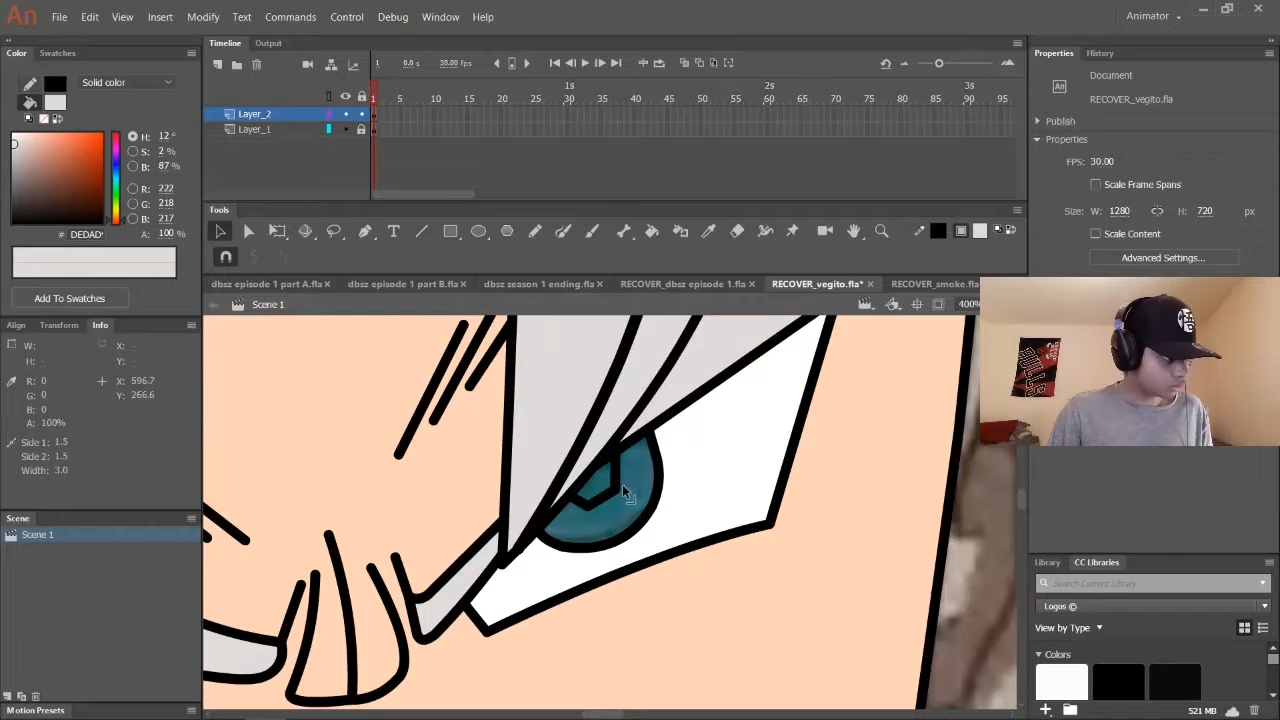 An File Edit View Insert Modify Text Commands Control Debug Window Help Animator
Color Swatches
Solid color
H: 12 °
S: 2 %
B: 87 %
R: 222
G: 218
B: 217
# DEDAD! A: 100 %
Add To Swatches
Align Transform Info
W: - X: -
H: - Y: -
R: 0
G: 0
B: 0
A: 100%
X: 596.7
Y: 266.6
Side 1: 1.5
Side 2: 1.5
Width: 3.0
Scene
Scene 1
Motion Presets
Timeline Output
1 0.0 s 30.00 fps
1s 2s 3s
1 5 10 15 20 25 30 35 40 45 50 55 60 65 70 75 80 85 90 95
Layer_2
Layer_1
Tools
dbsz episode 1 part A.fla × dbsz episode 1 part B.fla × dbsz season 1 ending.fla × RECOVER_dbsz episode 1.fla × RECOVER_vegito.fla* × RECOVER_smoke.fla
Scene 1 400%
Properties History
Document
RECOVER_vegito.fla*
Publish
Properties
FPS: 30.00
Scale Frame Spans
Size: W: 1280 H: 720 px
Scale Content
Advanced Settings...
BULLS
Library CC Libraries
Search Current Library
Logos ©
View by Type
Colors
521 MB